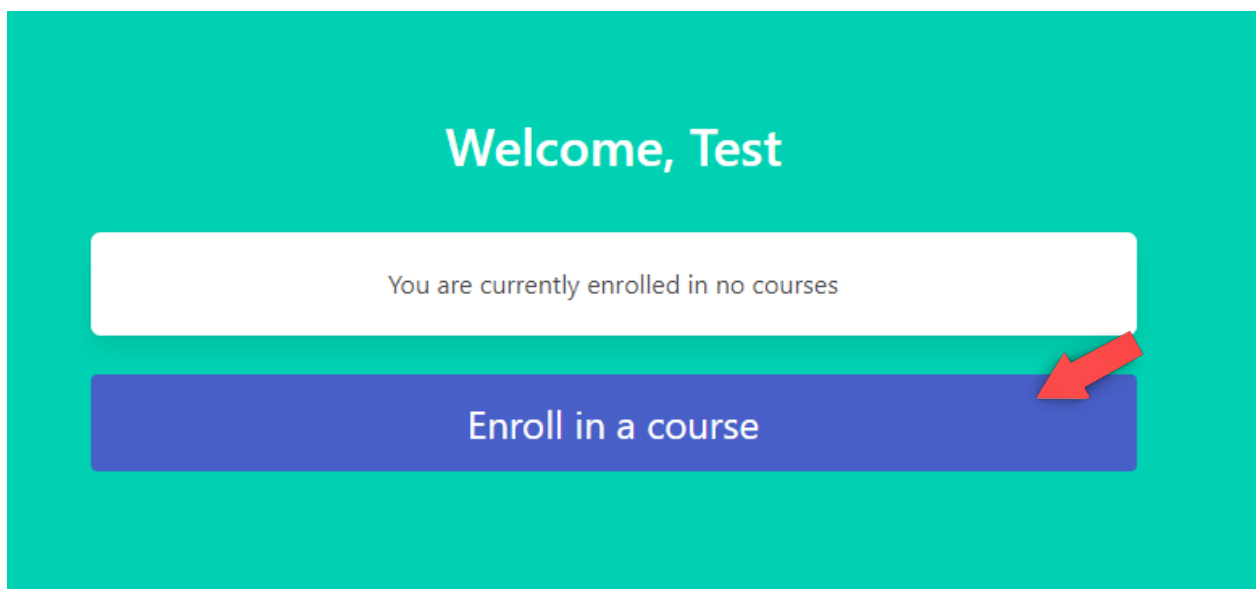 Welcome, Test
You are currently enrolled in no courses
Enroll in a course